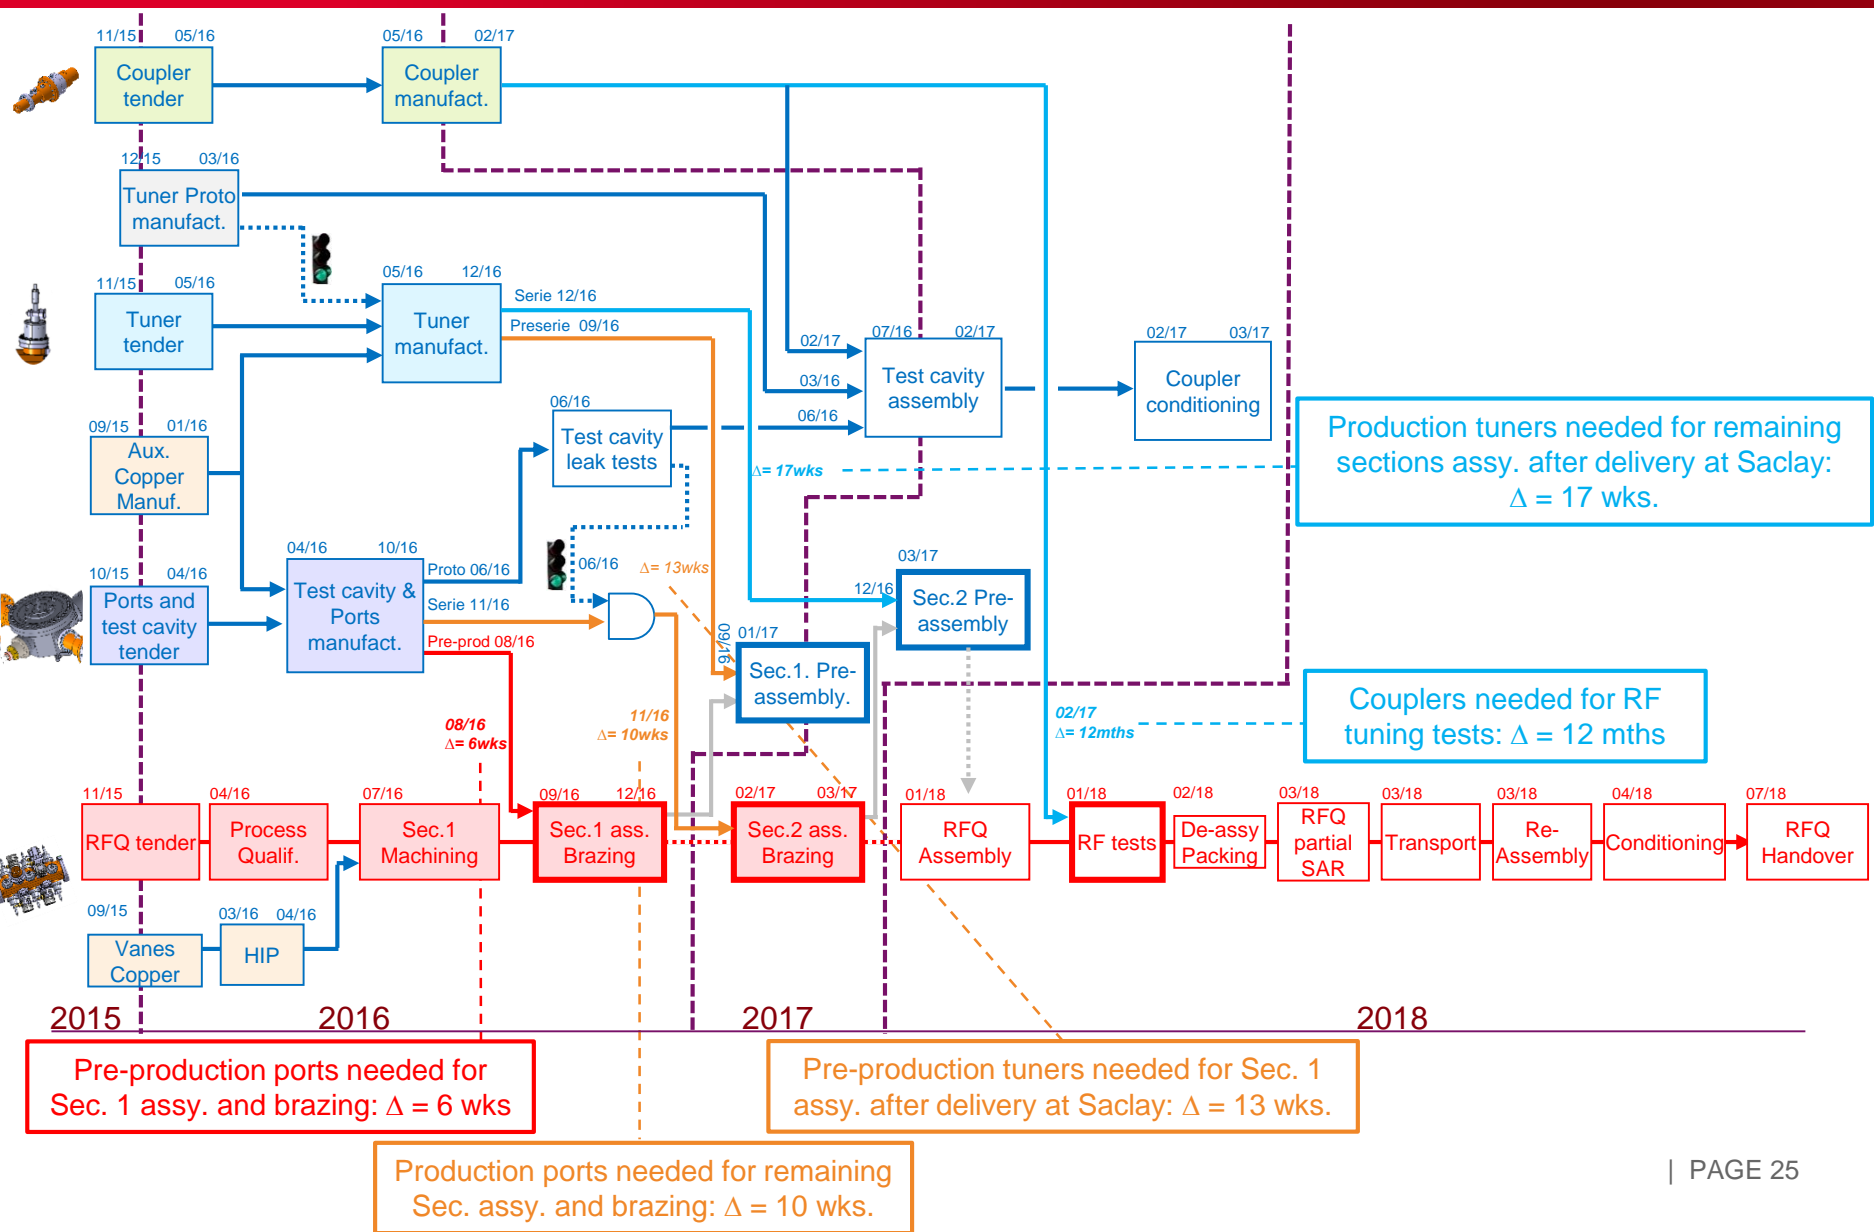 11/15 05/16
Coupler
tender
05/16 02/17
Coupler
manufact.
12/15 03/16
Tuner Proto
manufact.
11/15 05/16
Tuner
tender
05/16 12/16
Tuner
manufact.
Serie 12/16
Preserie 09/16
02/17
03/16
06/16
07/16 02/17
Test cavity
assembly
02/17 03/17
Coupler
conditioning
09/15 01/16
Aux.
Copper
Manuf.
06/16
Test cavity
leak tests
Δ= 17wks
Production tuners needed for remaining
sections assy. after delivery at Saclay:
Δ = 17 wks.
10/15 04/16
Ports and
test cavity
tender
04/16 10/16
Test cavity &
Ports
manufact.
Proto 06/16
Serie 11/16
Pre-prod 08/16
06/16
Δ= 13wks
09/16
01/17
Sec.1. Pre-
assembly.
12/16
03/17
Sec.2 Pre-
assembly
08/16
Δ= 6wks
11/16
Δ= 10wks
02/17
Δ= 12mths
Couplers needed for RF
tuning tests: Δ = 12 mths
11/15
RFQ tender
04/16
Process
Qualif.
07/16
Sec.1
Machining
09/16 12/16
Sec.1 ass.
Brazing
02/17 03/17
Sec.2 ass.
Brazing
01/18
RFQ
Assembly
01/18
RF tests
02/18
De-assy
Packing
03/18
RFQ
partial
SAR
03/18
Transport
03/18
Re-
Assembly
04/18
Conditioning
07/18
RFQ
Handover
09/15
Vanes
Copper
03/16 04/16
HIP
2015 2016 2017 2018
Pre-production ports needed for
Sec. 1 assy. and brazing: Δ = 6 wks
Pre-production tuners needed for Sec. 1
assy. after delivery at Saclay: Δ = 13 wks.
Production ports needed for remaining
Sec. assy. and brazing: Δ = 10 wks.
| PAGE 25